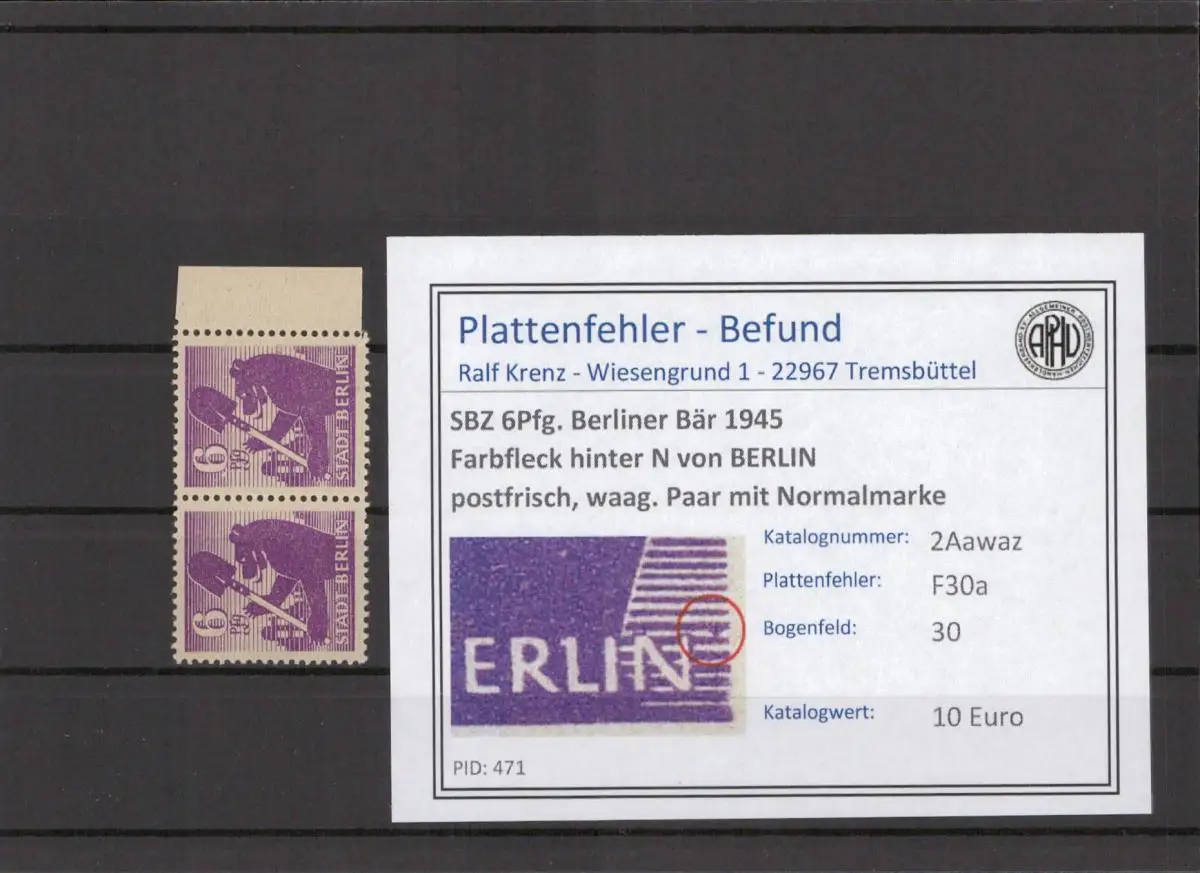 Plattenfehler - Befund
Ralf Krenz - Wiesengrund 1 - 22967 Tremsbüttel
APHV
SBZ 6Pfg. Berliner Bär 1945
Farbfleck hinter N von BERLIN
postfrisch, waag. Paar mit Normalmarke
Katalognummer: 2Aawaz
Plattenfehler: F30a
Bogenfeld: 30
Katalogwert: 10 Euro
ERLIN
PID: 471
6 Pfg
STADT BERLIN
6 Pfg
STADT BERLIN